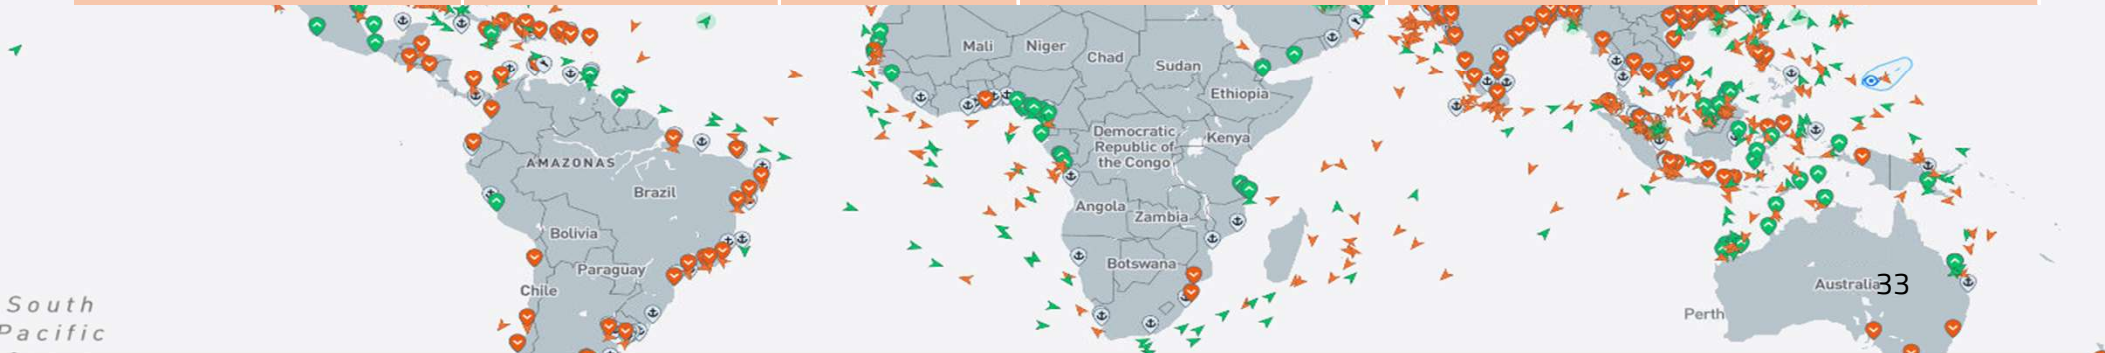 Mali
Niger
Chad
Sudan
Ethiopia
Democratic
Republic of
the Congo
Kenya
AMAZONAS
Brazil
Angola
Zambia
Bolivia
Paraguay
Botswana
Chile
Australia
33
South
Pacific
Perth